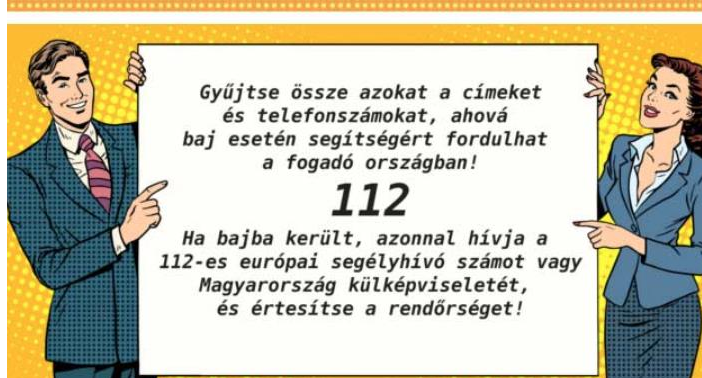 Gyűjtse össze azokat a címeket
és telefonszámokat, ahová
baj esetén segítségért fordulhat
a fogadó országban!
112
Ha bajba került, azonnal hívja a
112-es európai segélyhívó számot vagy
Magyarország külképviseletét,
és értesítse a rendőrséget!